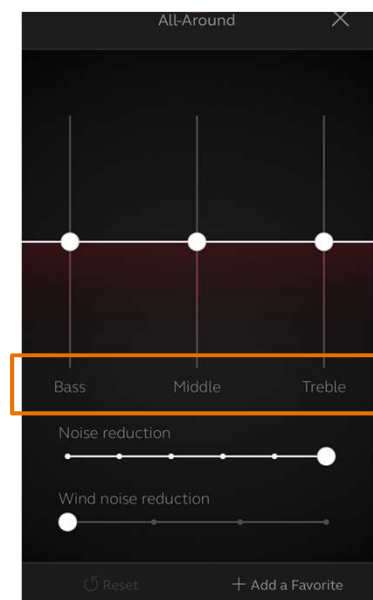 All-Around
Bass Middle Treble
Noise reduction
Wind noise reduction
Reset + Add a Favorite